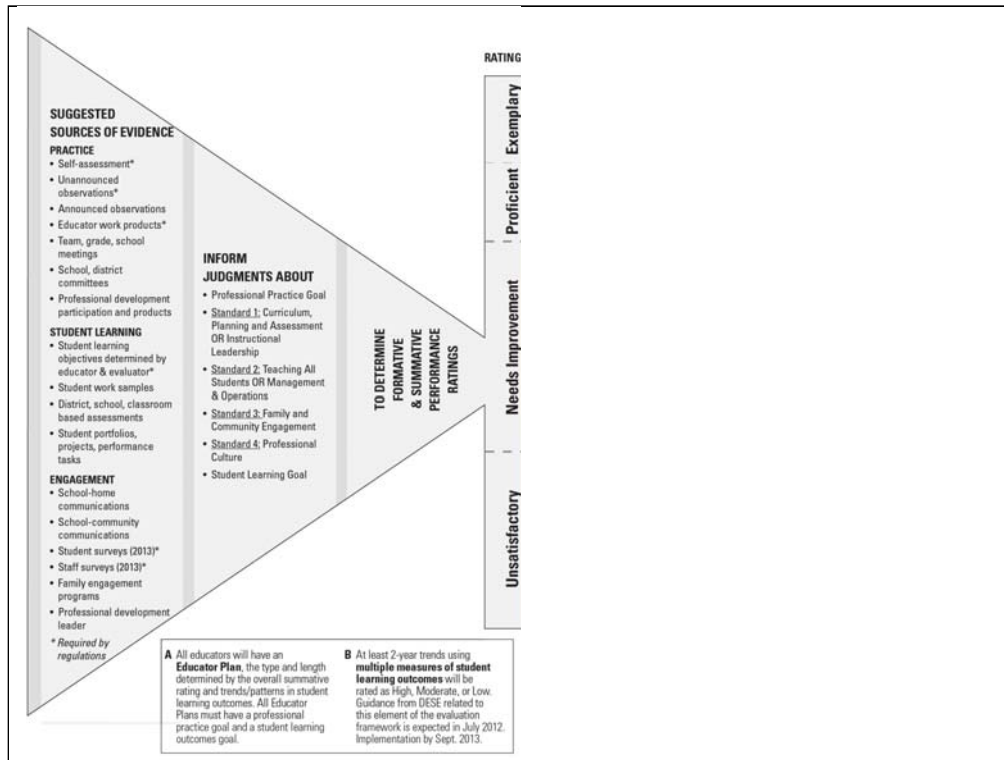 SUGGESTED
SOURCES OF EVIDENCE
PRACTICE
• Self-assessment*
• Unannounced
observations*
• Announced observations
• Educator work products*
• Team, grade, school
meetings
• School, district
committees
• Professional development
participation and products
STUDENT LEARNING
• Student learning
objectives determined by
educator & evaluator*
• Student work samples
• District, school, classroom
based assessments
• Student portfolios,
projects, performance
tasks
ENGAGEMENT
• School-home
communications
• School-community
communications
• Student surveys (2013)*
• Staff surveys (2013)*
• Family engagement
programs
• Professional development
leader
* Required by
regulations
INFORM
JUDGMENTS ABOUT
• Professional Practice Goal
• Standard 1: Curriculum,
Planning and Assessment
OR Instructional
Leadership
• Standard 2: Teaching All
Students OR Management
& Operations
• Standard 3: Family and
Community Engagement
• Standard 4: Professional
Culture
• Student Learning Goal
TO DETERMINE
FORMATIVE
& SUMMATIVE
PERFORMANCE
RATINGS
RATING
Exemplary
Proficient
Needs Improvement
Unsatisfactory
A All educators will have an
Educator Plan, the type and length
determined by the overall summative
rating and trends/patterns in student
learning outcomes. All Educator
Plans must have a professional
practice goal and a student learning
outcomes goal.
B At least 2-year trends using
multiple measures of student
learning outcomes will be
rated as High, Moderate, or Low.
Guidance from DESE related to
this element of the evaluation
framework is expected in July 2012.
Implementation by Sept. 2013.